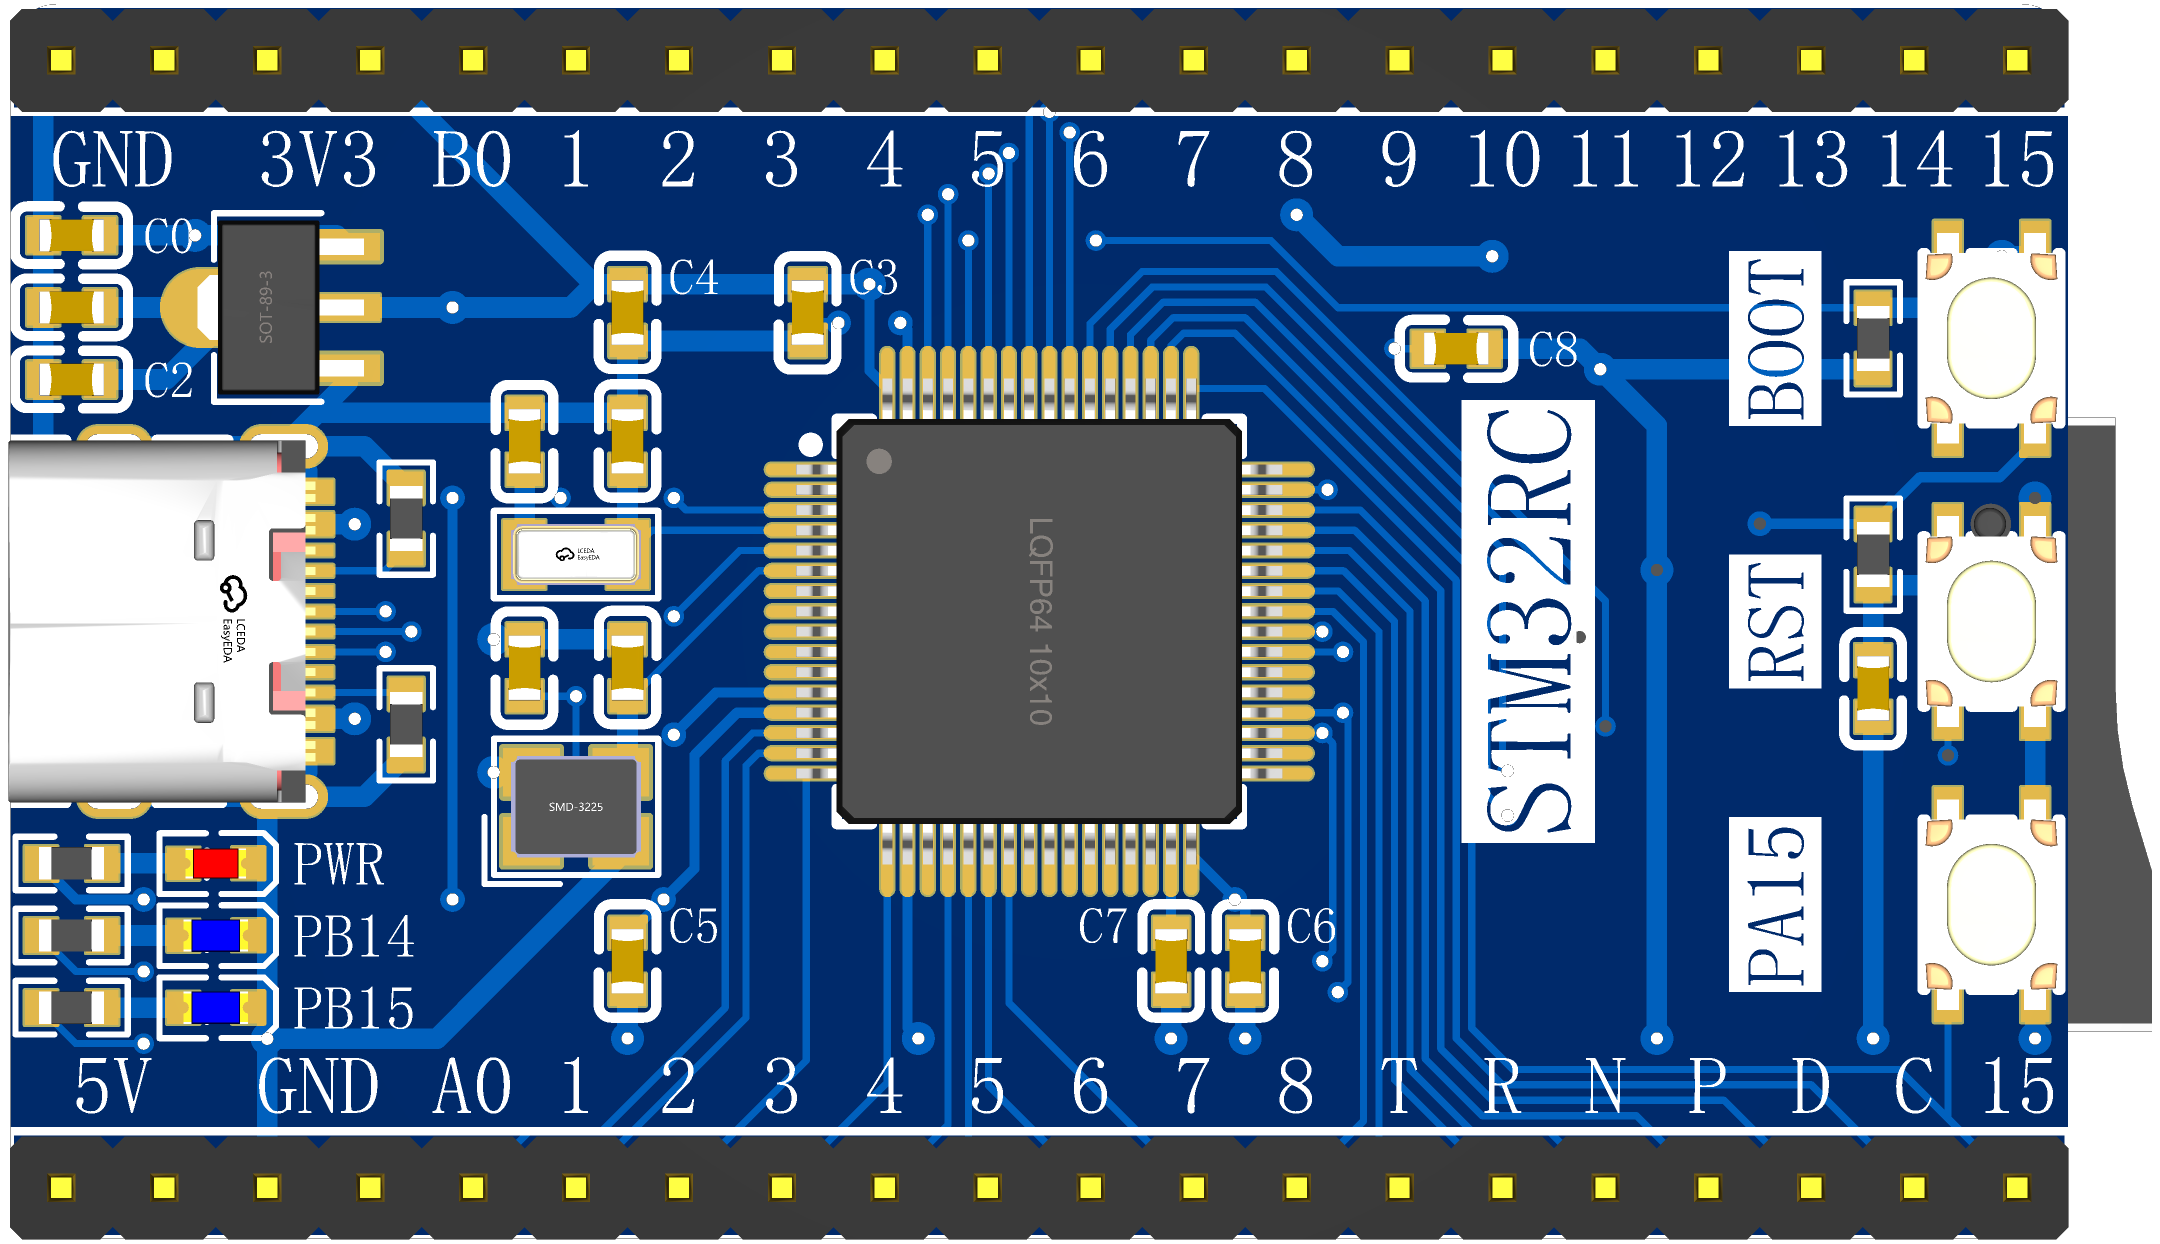 GND 3V3 B0 1 2 3 4 5 6 7 8 9 10 11 12 13 14 15
C0
SOT-89-3
C2
C4
C3
C8
BOOT
LCEDA
EasyEDA
LCEDA
EasyEDA
LQFP64 10x10
STM32RC
RST
SMD-3225
PWR
PB14
PB15
C5
C7
C6
PA15
5V GND A0 1 2 3 4 5 6 7 8 T R N P D C 15